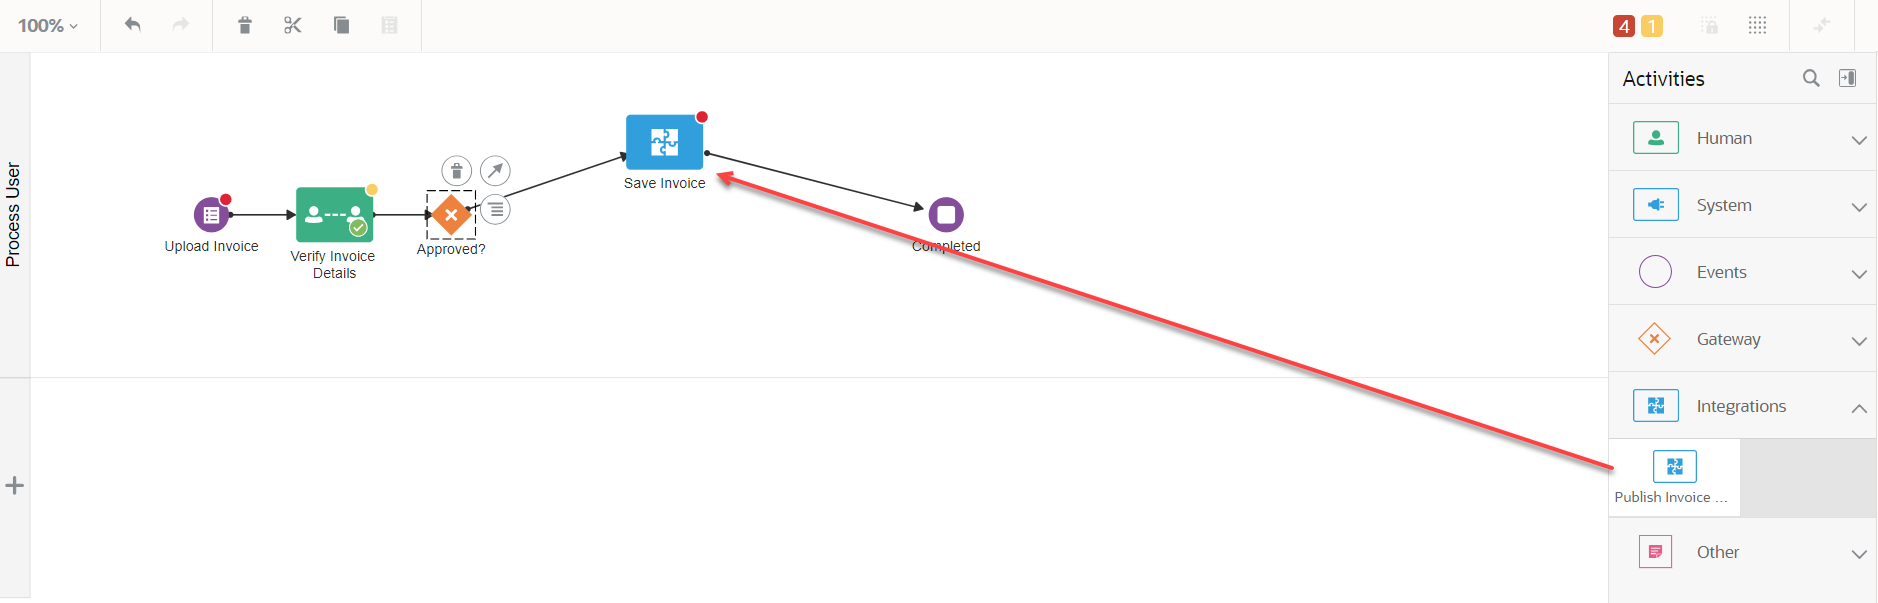 100%
4 1
Process User
Upload Invoice
Verify Invoice
Details
Approved?
Save Invoice
Completed
Activities
Human
System
Events
Gateway
Integrations
Publish Invoice ...
Other